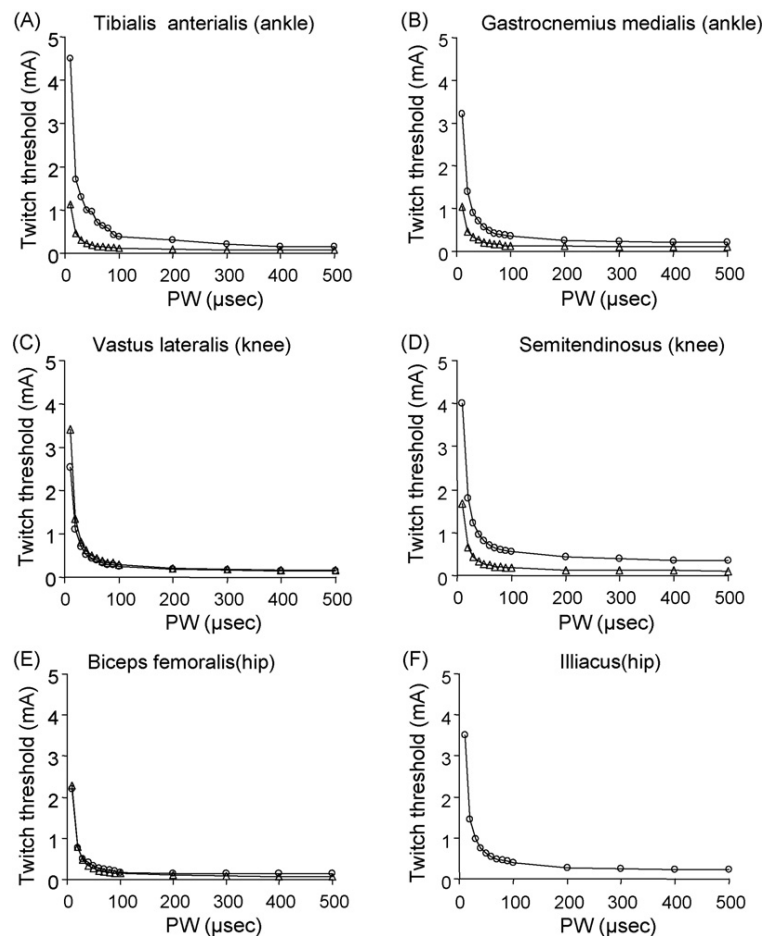 (A) Tibialis anterialis (ankle)
Twitch threshold (mA)
5
4
3
2
1
0
0 100 200 300 400 500
PW (µsec)
(B) Gastrocnemius medialis (ankle)
Twitch threshold (mA)
5
4
3
2
1
0
0 100 200 300 400 500
PW (µsec)
(C) Vastus lateralis (knee)
Twitch threshold (mA)
5
4
3
2
1
0
0 100 200 300 400 500
PW (µsec)
(D) Semitendinosus (knee)
Twitch threshold (mA)
5
4
3
2
1
0
0 100 200 300 400 500
PW (µsec)
(E) Biceps femoralis(hip)
Twitch threshold (mA)
5
4
3
2
1
0
0 100 200 300 400 500
PW (µsec)
(F) Illiacus(hip)
Twitch threshold (mA)
5
4
3
2
1
0
0 100 200 300 400 500
PW (µsec)